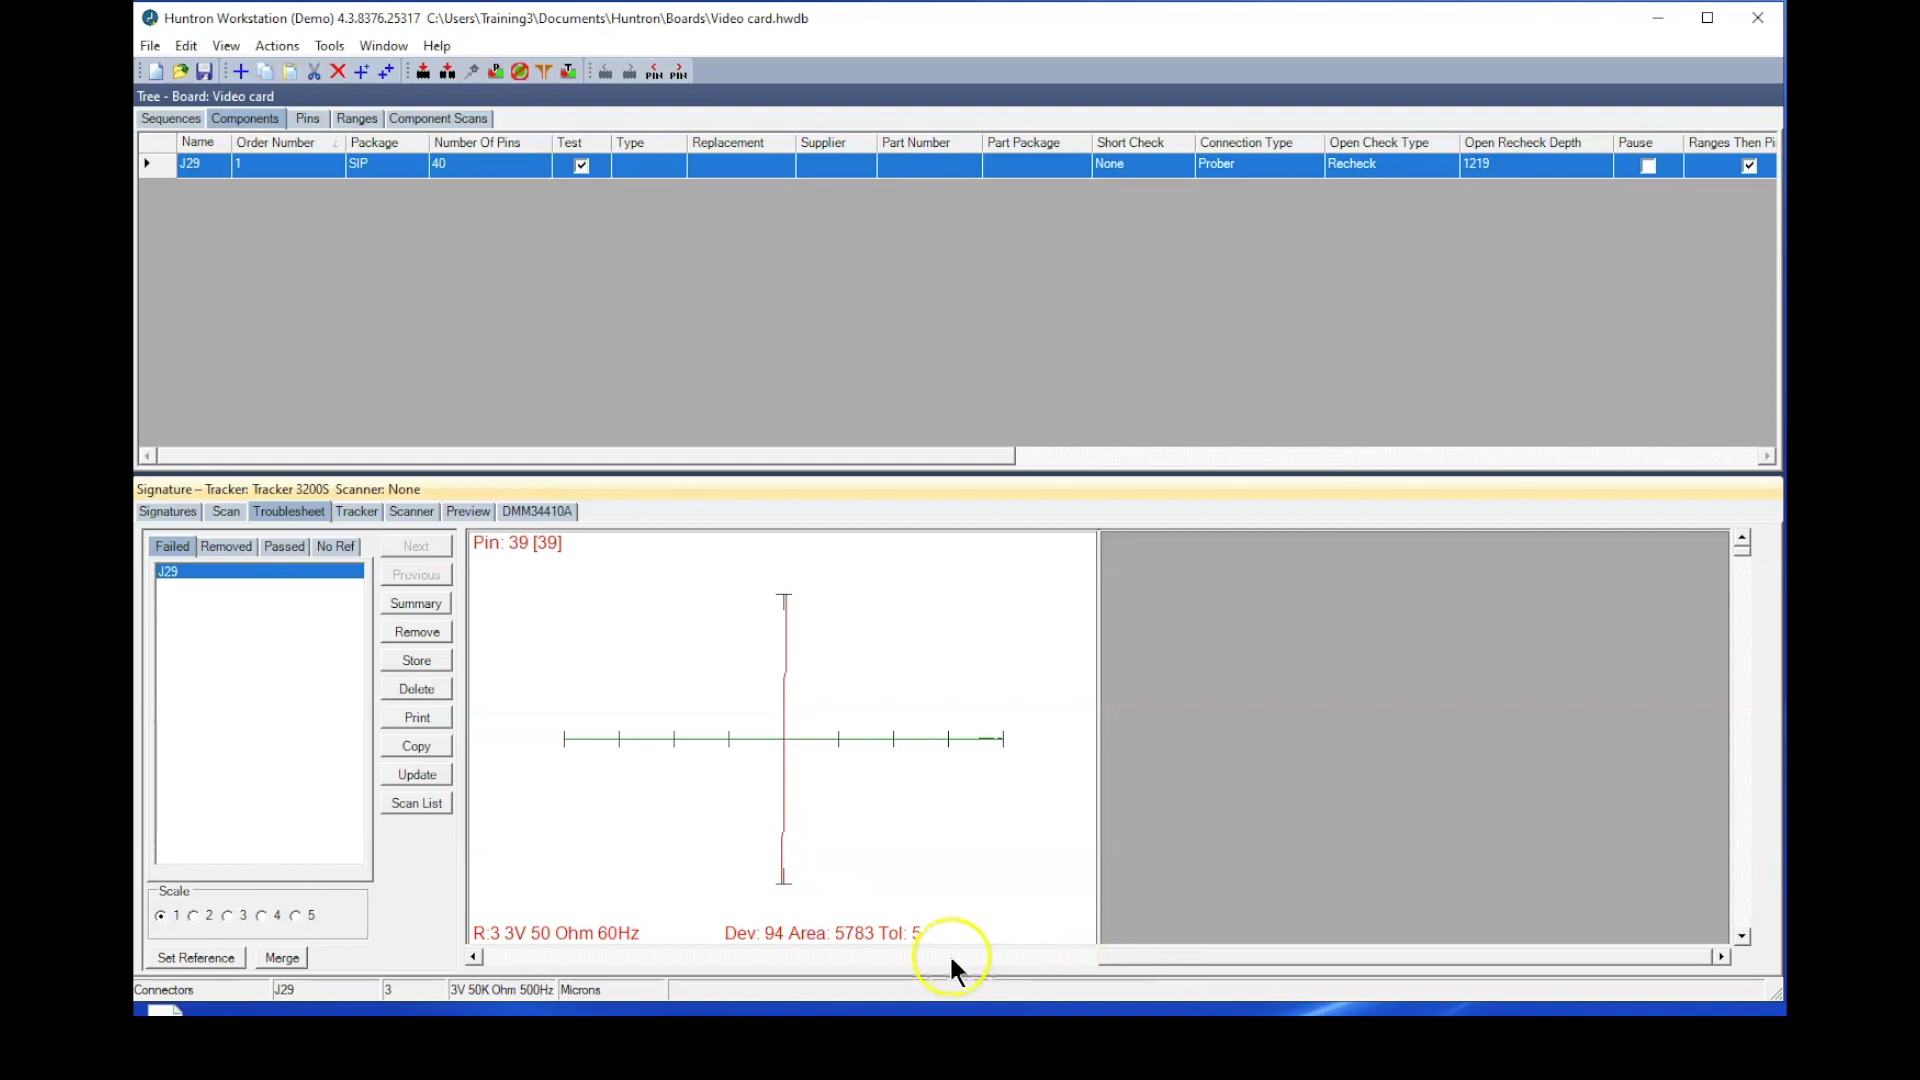 Huntron Workstation (Demo) 4.3.8376.25317 C:\Users\Training3\Documents\Huntron\Boards\Video card.hwdb
File Edit View Actions Tools Window Help
PIN PIN
Tree - Board: Video card
Sequences Components Pins Ranges Component Scans
Name Order Number Package Number Of Pins Test Type Replacement Supplier Part Number Part Package Short Check Connection Type Open Check Type Open Recheck Depth Pause Ranges Then Pi
J29 1 SIP 40 None Prober Recheck 1219
Signature – Tracker: Tracker 3200S Scanner: None
Signatures Scan Troublesheet Tracker Scanner Preview DMM34410A
Failed Removed Passed No Ref Next Pin: 39 [39]
J29 Previous
Summary
Remove
Store
Delete
Print
Copy
Update
Scan List
Scale
1 2 3 4 5
R:3 3V 50 Ohm 60Hz Dev: 94 Area: 5783 Tol: 5
Set Reference Merge
Connectors J29 3 3V 50K Ohm 500Hz Microns